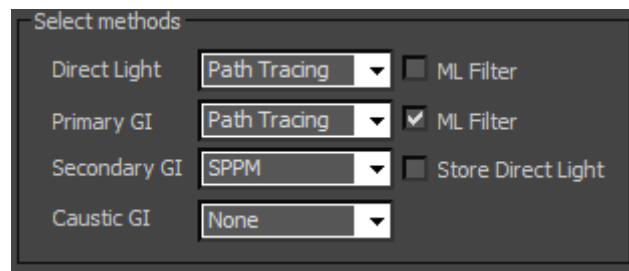 Select methods
Direct Light Path Tracing ML Filter
Primary GI Path Tracing ML Filter
Secondary GI SPPM Store Direct Light
Caustic GI None